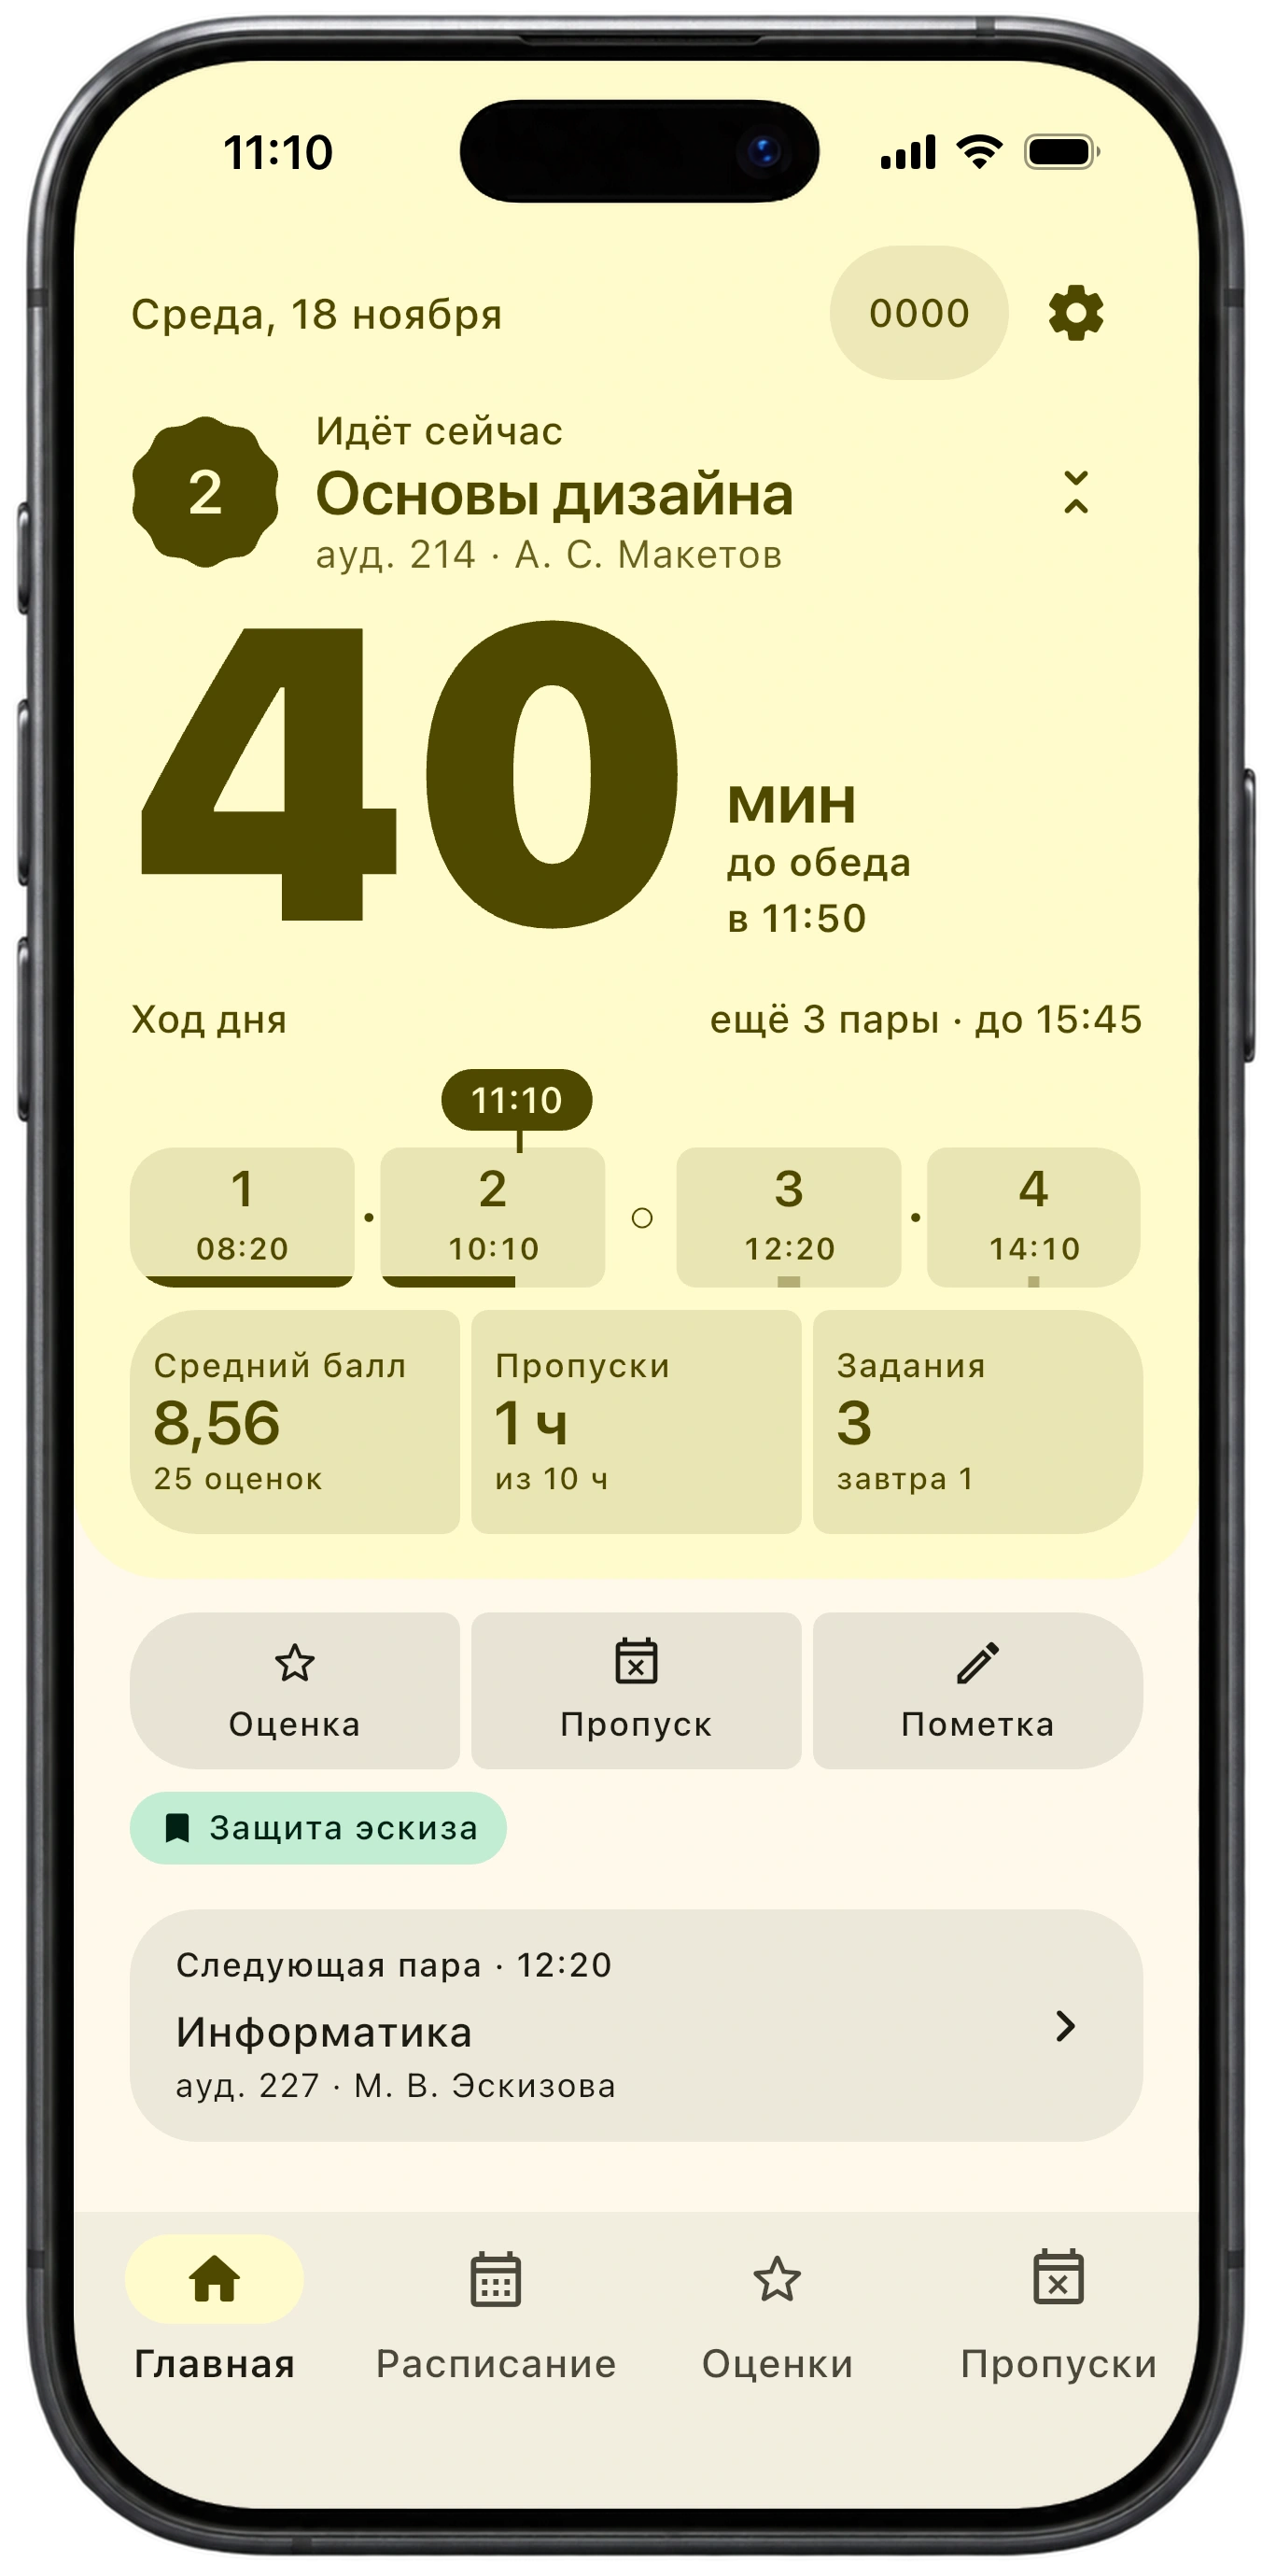 11:10
Среда, 18 ноября
0000
2
Идёт сейчас
Основы дизайна
ауд. 214 · А. С. Макетов
40
мин
до обеда
в 11:50
Ход дня
ещё 3 пары · до 15:45
11:10
1
08:20
2
10:10
3
12:20
4
14:10
Средний балл
8,56
25 оценок
Пропуски
1 ч
из 10 ч
Задания
3
завтра 1
Оценка
Пропуск
Пометка
Защита эскиза
Следующая пара · 12:20
Информатика
ауд. 227 · М. В. Эскизова
Главная
Расписание
Оценки
Пропуски